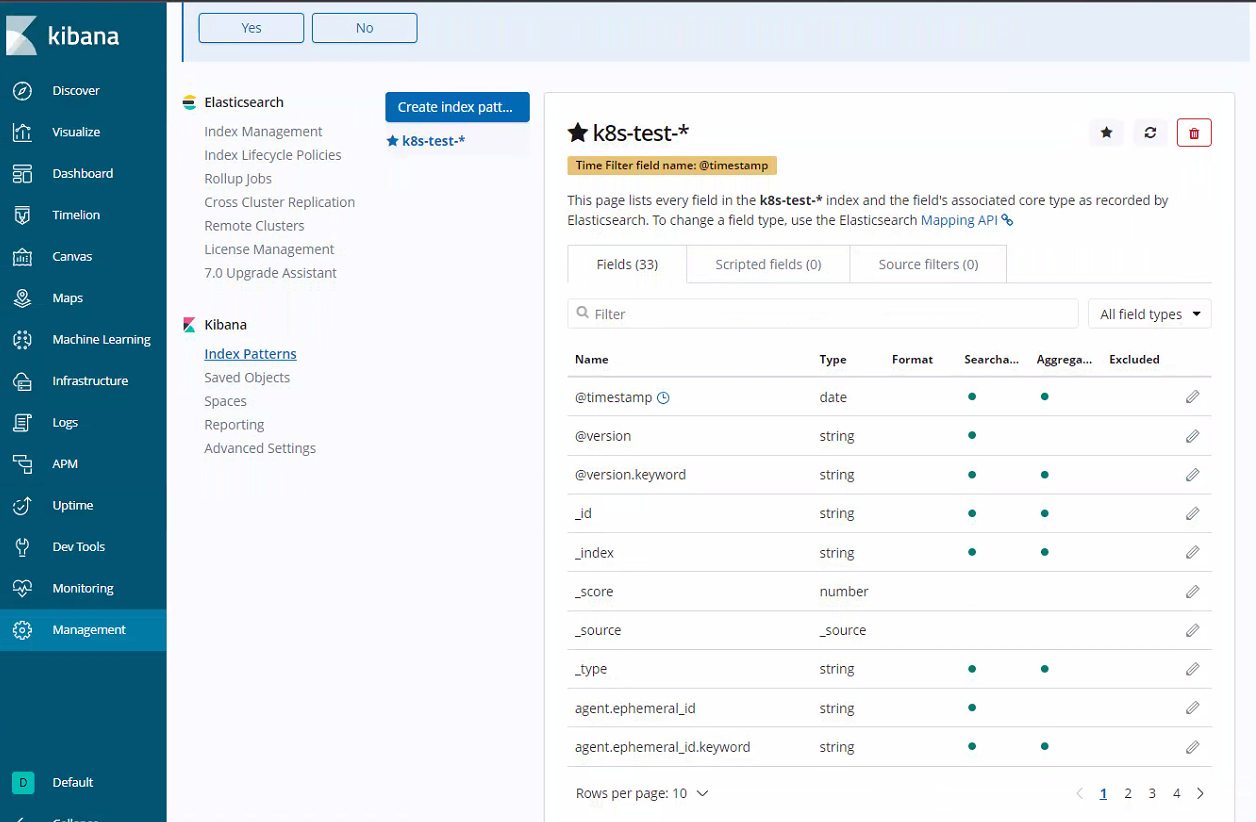 Yes
No
kibana
Discover
Visualize
Dashboard
Timelion
Canvas
Maps
Machine Learning
Infrastructure
Logs
APM
Uptime
Dev Tools
Monitoring
Management
D
Default
Elasticsearch
Index Management
Index Lifecycle Policies
Rollup Jobs
Cross Cluster Replication
Remote Clusters
License Management
7.0 Upgrade Assistant
Kibana
Index Patterns
Saved Objects
Spaces
Reporting
Advanced Settings
Create index patt...
k8s-test-*
k8s-test-*
Time Filter field name: @timestamp
This page lists every field in the k8s-test-* index and the field's associated core type as recorded by
Elasticsearch. To change a field type, use the Elasticsearch Mapping API
Fields (33) Scripted fields (0) Source filters (0)
Filter All field types
Name Type Format Searcha... Aggrega... Excluded
@timestamp date
@version string
@version.keyword string
_id string
_index string
_score number
_source _source
_type string
agent.ephemeral_id string
agent.ephemeral_id.keyword string
Rows per page: 10 1 2 3 4